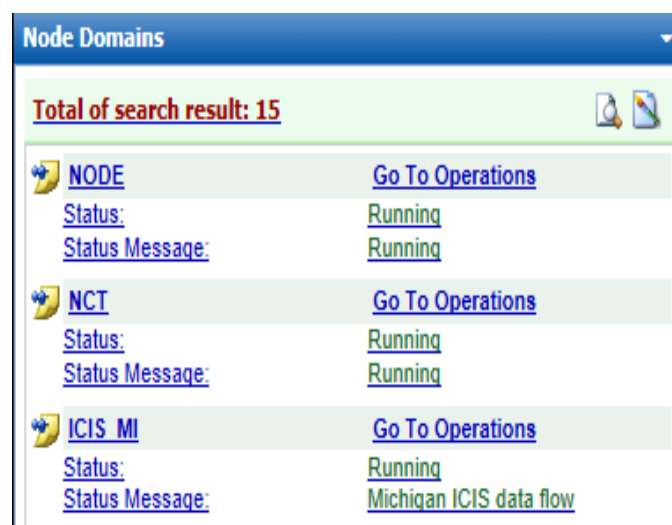 Node Domains
Total of search result: 15
NODE Go To Operations
Status: Running
Status Message: Running
NCT Go To Operations
Status: Running
Status Message: Running
ICIS_MI Go To Operations
Status: Running
Status Message: Michigan ICIS data flow